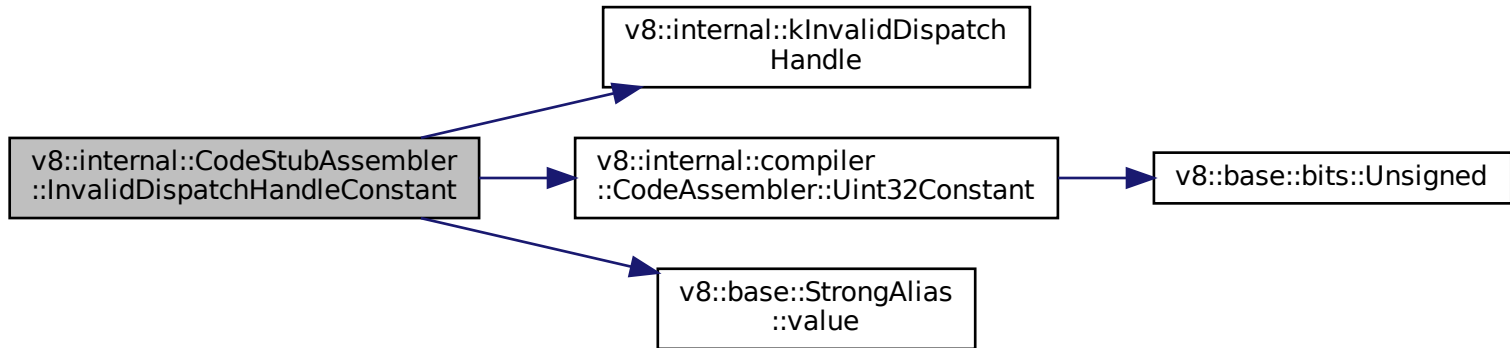 v8::internal::kInvalidDispatch
Handle
v8::internal::CodeStubAssembler
::InvalidDispatchHandleConstant
v8::internal::compiler
::CodeAssembler::Uint32Constant
v8::base::bits::Unsigned
v8::base::StrongAlias
::value